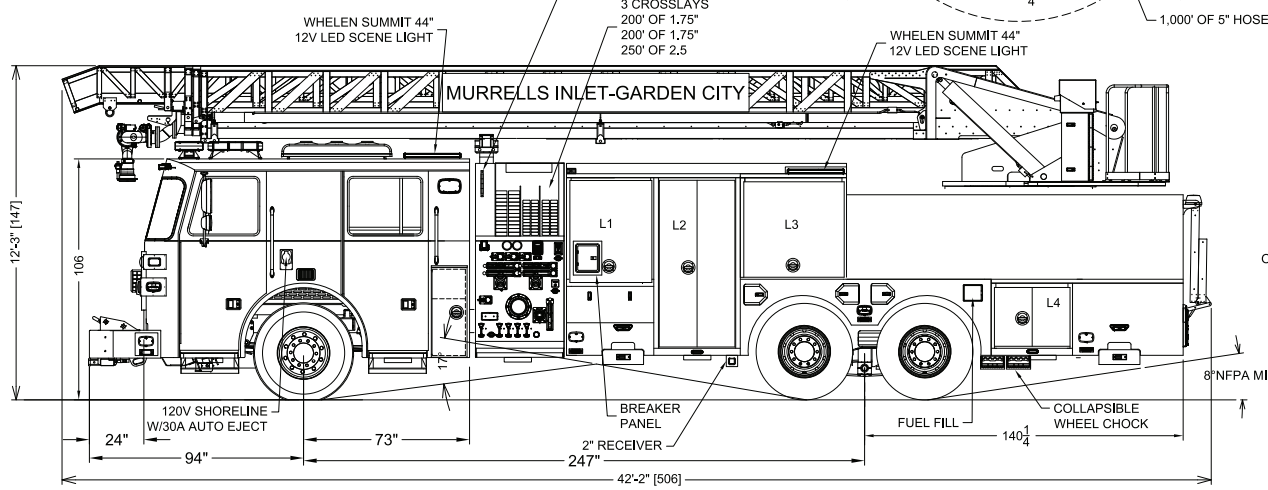 3 CROSSLAYS
200' OF 1.75"
200' OF 1.75"
250' OF 2.5
4
1,000' OF 5" HOSE
WHELEN SUMMIT 44"
12V LED SCENE LIGHT
WHELEN SUMMIT 44"
12V LED SCENE LIGHT
MURRELLS INLET-GARDEN CITY
12'-3" [147]
106
L1
L2
L3
L4
17°
8°NFPA MI
120V SHORELINE
W/30A AUTO EJECT
BREAKER
PANEL
2" RECEIVER
FUEL FILL
COLLAPSIBLE
WHEEL CHOCK
24"
73"
140 1/4
94"
247"
42'-2" [506]